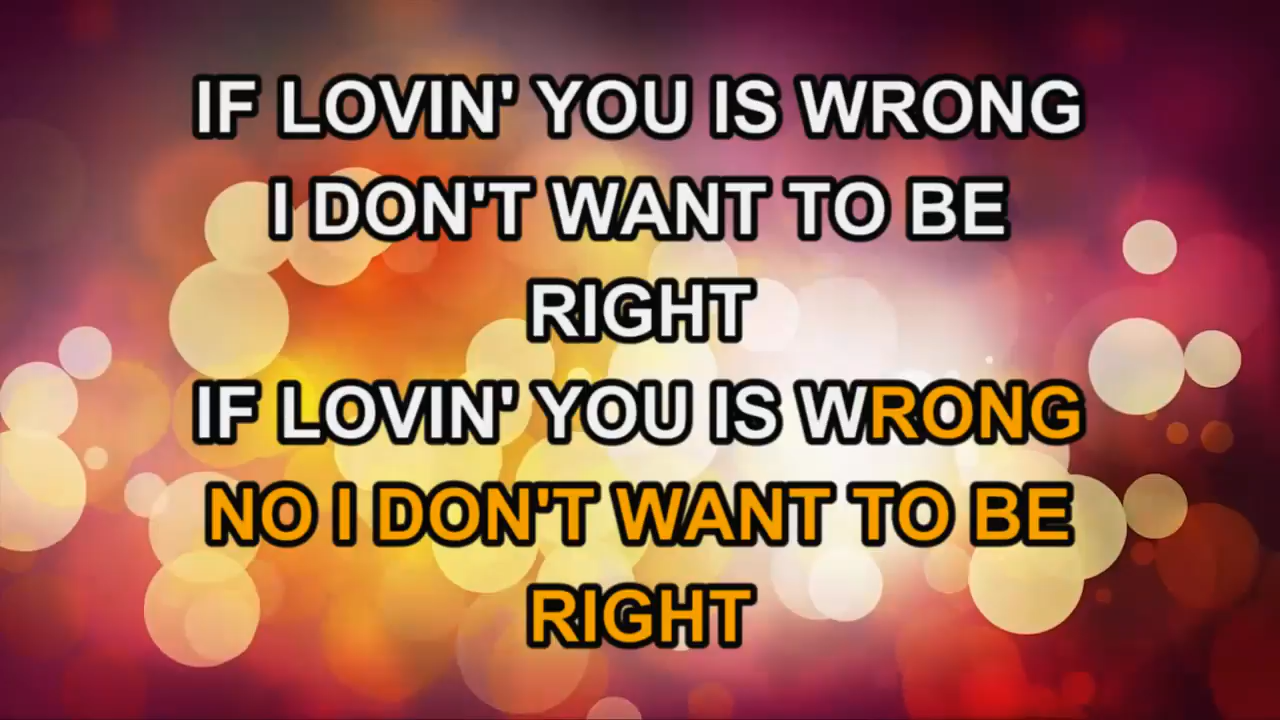 IF LOVIN' YOU IS WRONG
I DON'T WANT TO BE
RIGHT
IF LOVIN' YOU IS WRONG
NO I DON'T WANT TO BE
RIGHT